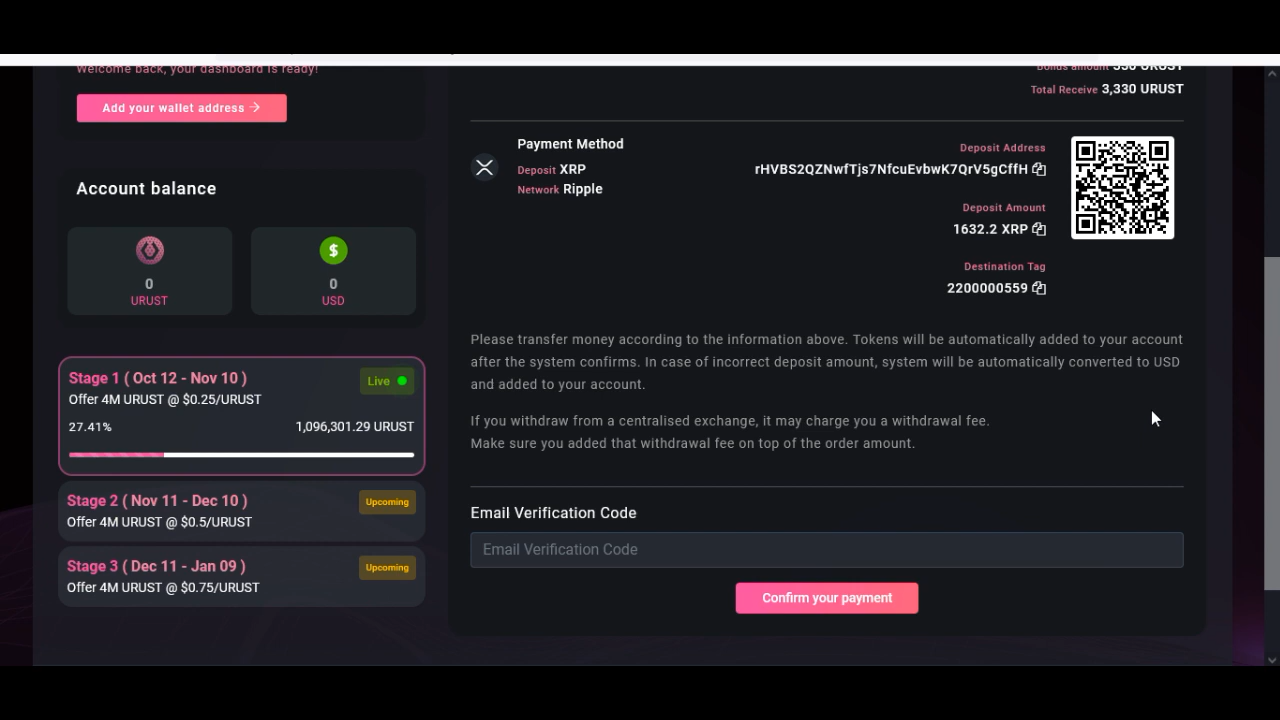 Welcome back, your dashboard is ready!
Add your wallet address
Account balance
0
URUST
$
0
USD
Stage 1 ( Oct 12 - Nov 10 )
Live
Offer 4M URUST @ $0.25/URUST
27.41%
1,096,301.29 URUST
Stage 2 ( Nov 11 - Dec 10 )
Upcoming
Offer 4M URUST @ $0.5/URUST
Stage 3 ( Dec 11 - Jan 09 )
Upcoming
Offer 4M URUST @ $0.75/URUST
Bonus amount 330 URUST
Total Receive 3,330 URUST
Payment Method
Deposit XRP
Network Ripple
Deposit Address
rHVBS2QZNwfTjs7NfcuEvbwK7QrV5gCffH
Deposit Amount
1632.2 XRP
Destination Tag
2200000559
Please transfer money according to the information above. Tokens will be automatically added to your account
after the system confirms. In case of incorrect deposit amount, system will be automatically converted to USD
and added to your account.
If you withdraw from a centralised exchange, it may charge you a withdrawal fee.
Make sure you added that withdrawal fee on top of the order amount.
Email Verification Code
Email Verification Code
Confirm your payment